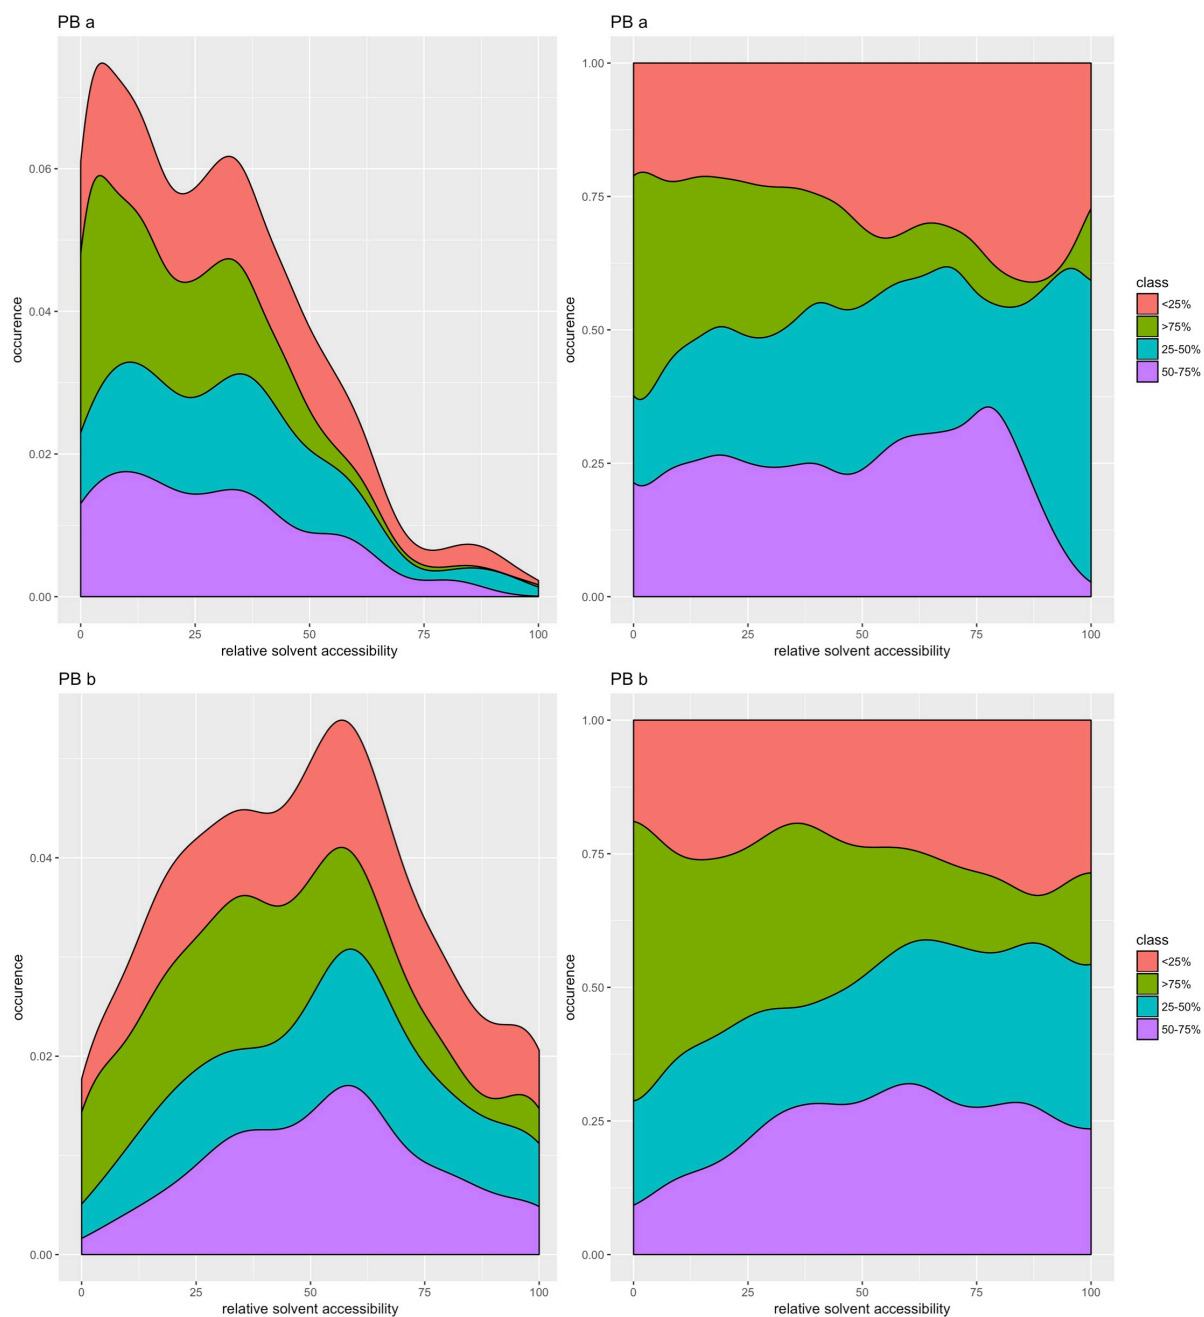 PB a
0.06
0.04
0.02
0.00
0 25 50 75 100
relative solvent accessibility
occurence
PB a
1.00
0.75
0.50
0.25
0.00
0 25 50 75 100
relative solvent accessibility
occurence
class
<25%
>75%
25-50%
50-75%
PB b
0.04
0.02
0.00
0 25 50 75 100
relative solvent accessibility
occurence
PB b
1.00
0.75
0.50
0.25
0.00
0 25 50 75 100
relative solvent accessibility
occurence
class
<25%
>75%
25-50%
50-75%